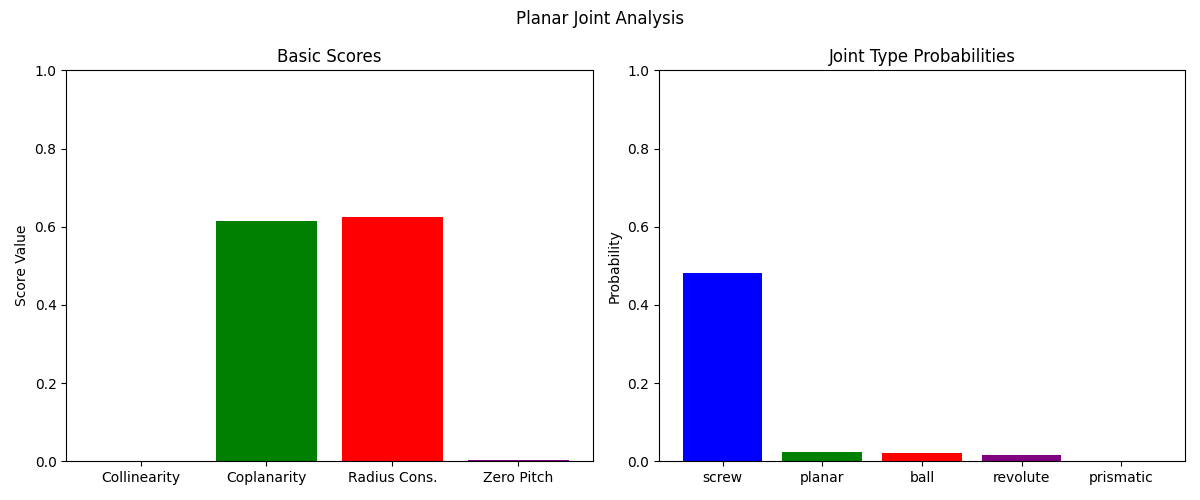 Planar Joint Analysis
Basic Scores
Score Value
1.0
0.8
0.6
0.4
0.2
0.0
Collinearity Coplanarity Radius Cons. Zero Pitch
Joint Type Probabilities
Probability
1.0
0.8
0.6
0.4
0.2
0.0
screw planar ball revolute prismatic